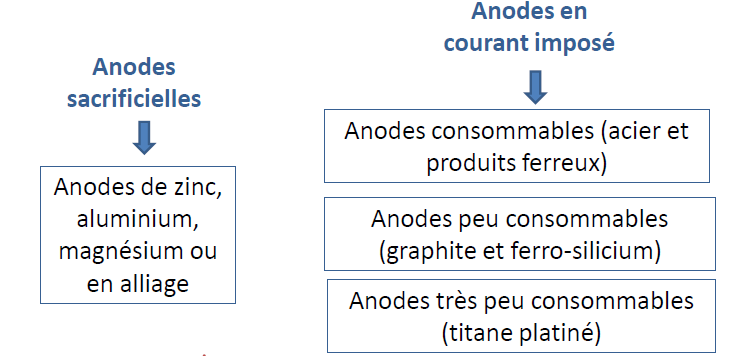 Anodes
sacrificielles
Anodes de zinc,
aluminium,
magnésium ou
en alliage
Anodes en
courant imposé
Anodes consommables (acier et
produits ferreux)
Anodes peu consommables
(graphite et ferro-silicium)
Anodes très peu consommables
(titane platiné)